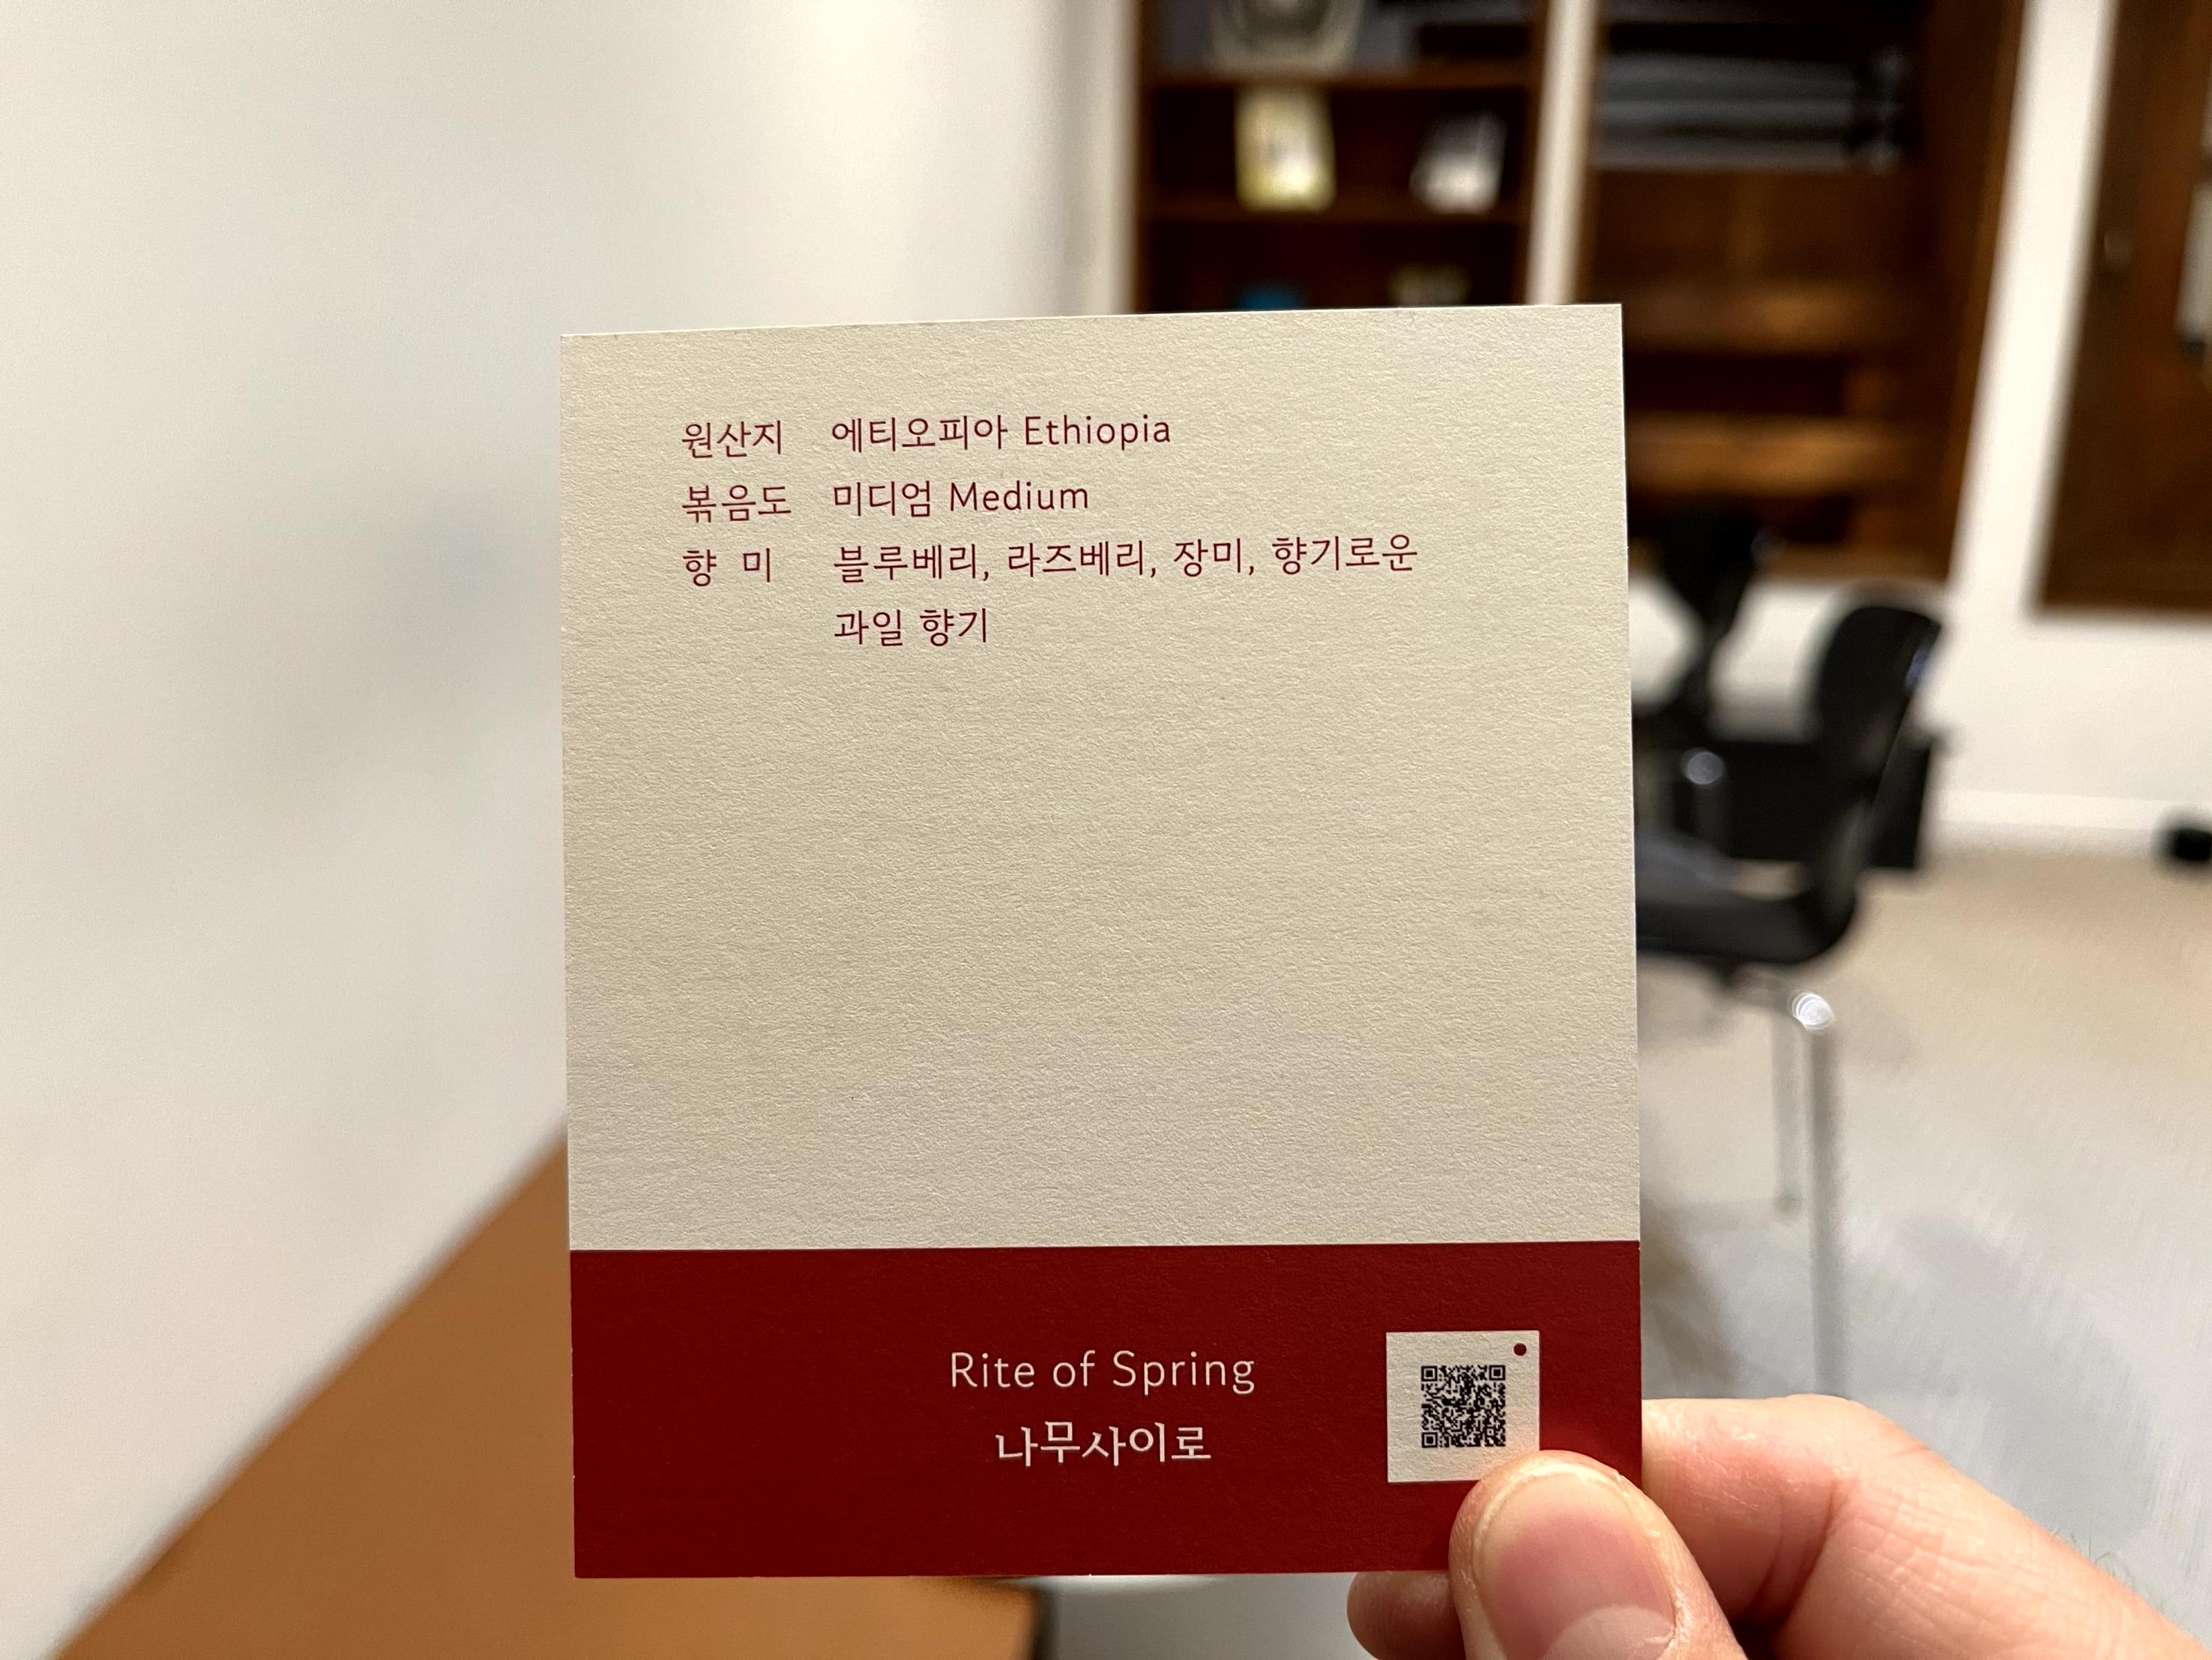 원산지 에티오피아 Ethiopia
볶음도 미디엄 Medium
향 미 블루베리, 라즈베리, 장미, 향기로운
과일 향기
Rite of Spring
나무사이로